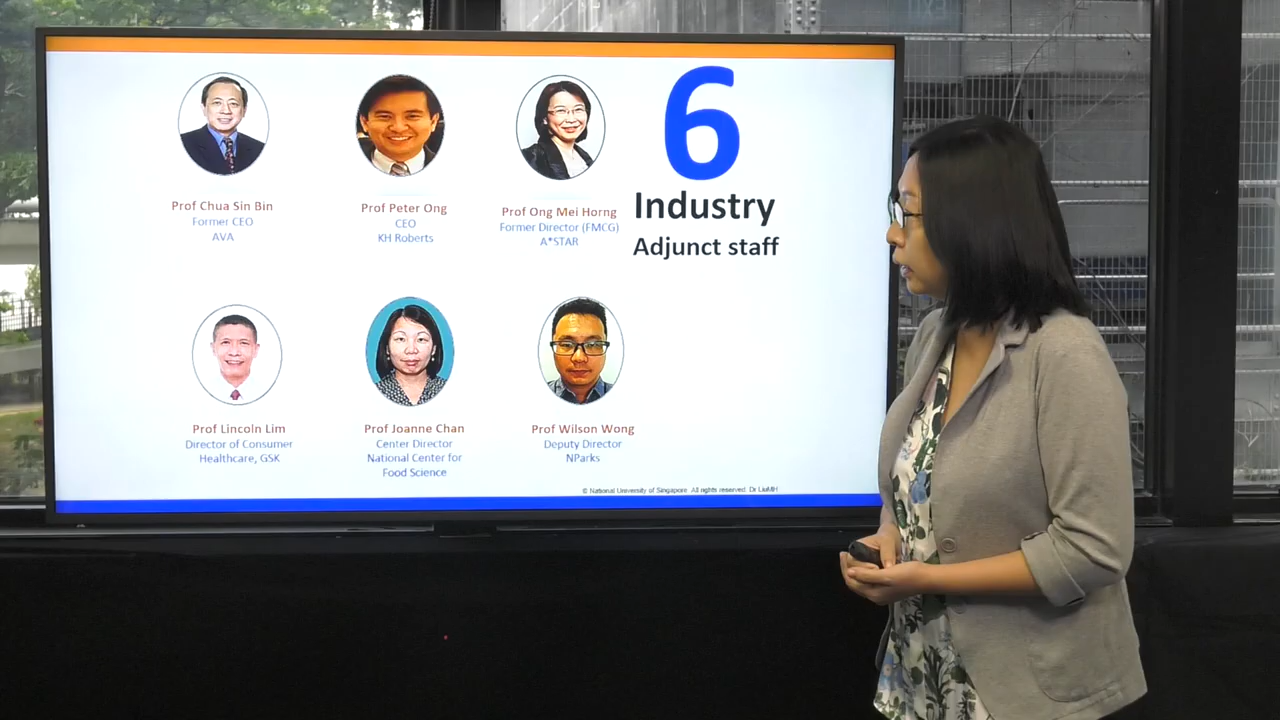 6
Industry
Adjunct staff
Prof Chua Sin Bin
Former CEO
AVA
Prof Peter Ong
CEO
KH Roberts
Prof Ong Mei Horng
Former Director (FMCG)
A*STAR
Prof Lincoln Lim
Director of Consumer
Healthcare, GSK
Prof Joanne Chan
Center Director
National Center for
Food Science
Prof Wilson Wong
Deputy Director
NParks
© National University of Singapore. All rights reserved. Dr LiuMH